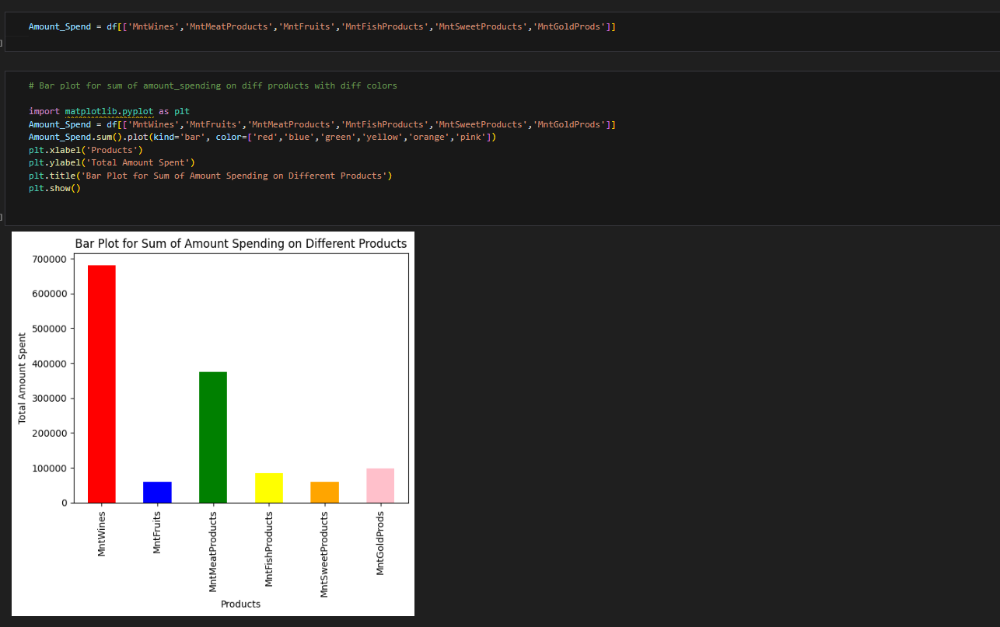 Amount_Spend = df[['MntWines','MntMeatProducts','MntFruits','MntFishProducts','MntSweetProducts','MntGoldProds']]
]
# Bar plot for sum of amount_spending on diff products with diff colors
import matplotlib.pyplot as plt
Amount_Spend = df[['MntWines','MntFruits','MntMeatProducts','MntFishProducts','MntSweetProducts','MntGoldProds']]
Amount_Spend.sum().plot(kind='bar', color=['red','blue','green','yellow','orange','pink'])
plt.xlabel('Products')
plt.ylabel('Total Amount Spent')
plt.title('Bar Plot for Sum of Amount Spending on Different Products')
plt.show()
]
Bar Plot for Sum of Amount Spending on Different Products
Total Amount Spent
700000
600000
500000
400000
300000
200000
100000
0
MntWines
MntFruits
MntMeatProducts
MntFishProducts
MntSweetProducts
MntGoldProds
Products